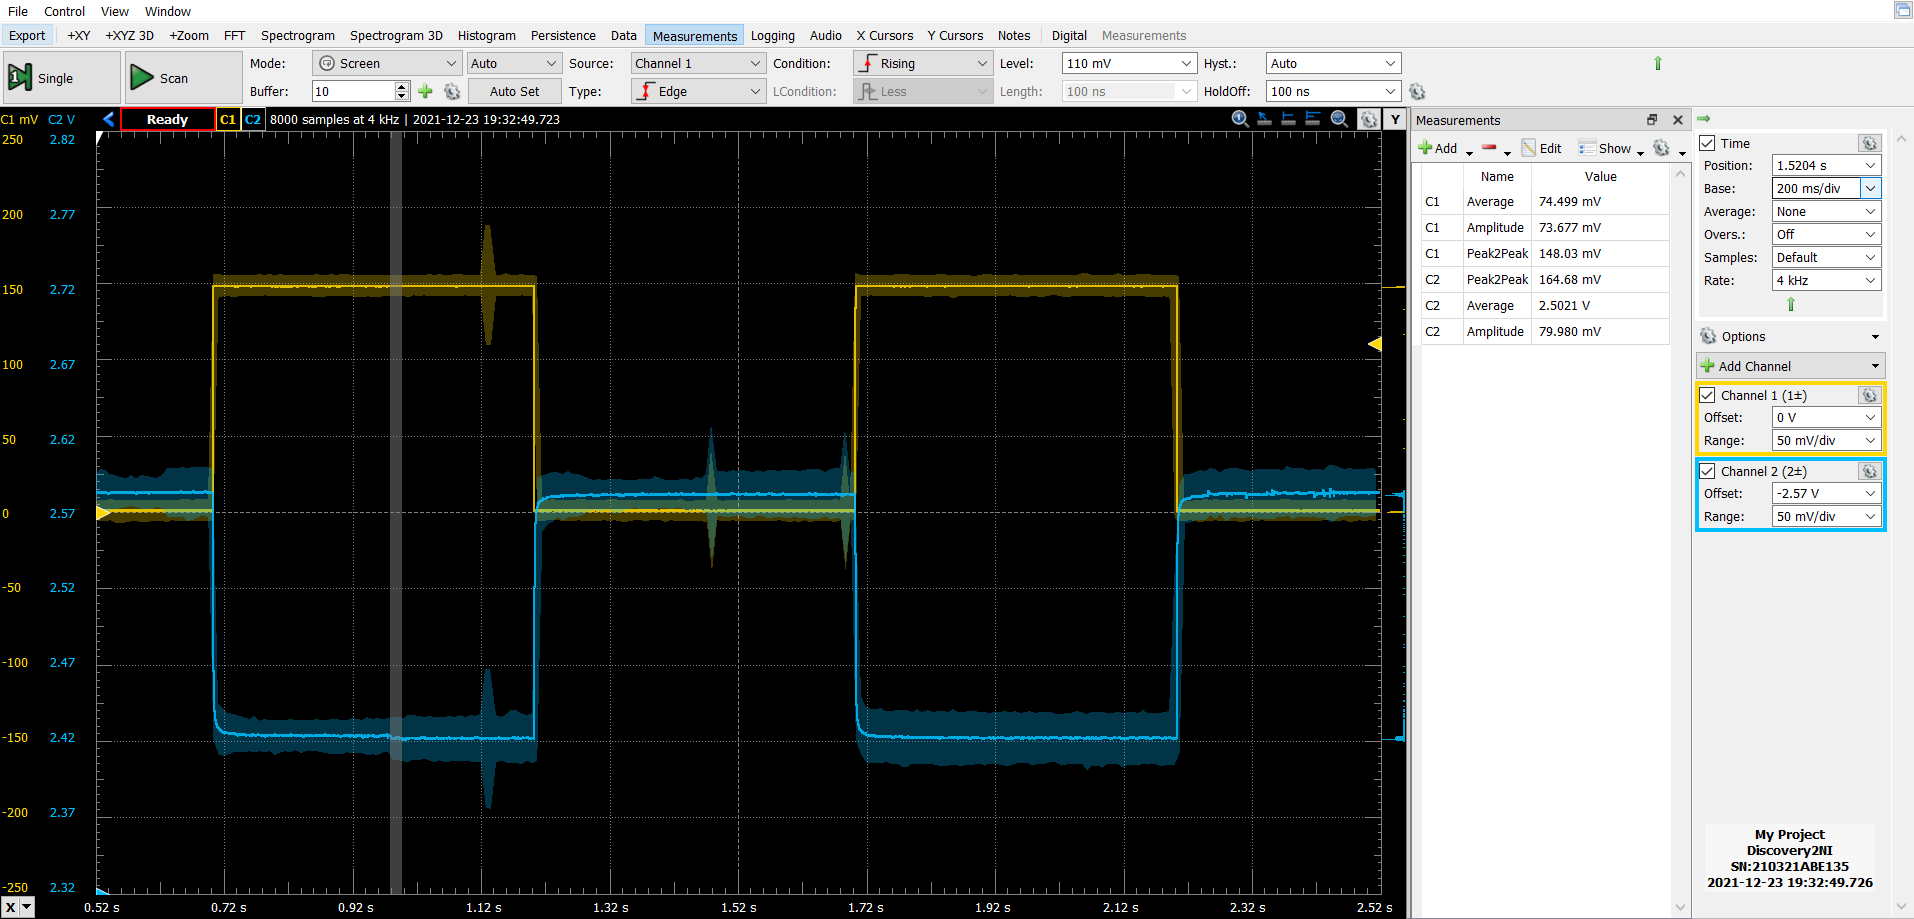 File Control View Window
Export +XY +XYZ 3D +Zoom FFT Spectrogram Spectrogram 3D Histogram Persistence Data Measurements Logging Audio X Cursors Y Cursors Notes Digital Measurements
Single Scan Mode: Screen Auto Source: Channel 1 Condition: Rising Level: 110 mV Hyst.: Auto
Buffer: 10 Auto Set Type: Edge LCondition: Less Length: 100 ns HoldOff: 100 ns
C1 mV C2 V Ready C1 C2 8000 samples at 4 kHz | 2021-12-23 19:32:49.723 Y
250 2.82
200 2.77
150 2.72
100 2.67
50 2.62
0 2.57
-50 2.52
-100 2.47
-150 2.42
-200 2.37
-250 2.32
X 0.52 s 0.72 s 0.92 s 1.12 s 1.32 s 1.52 s 1.72 s 1.92 s 2.12 s 2.32 s 2.52 s
Measurements
Add Edit Show
Name Value
C1 Average 74.499 mV
C1 Amplitude 73.677 mV
C1 Peak2Peak 148.03 mV
C2 Peak2Peak 164.68 mV
C2 Average 2.5021 V
C2 Amplitude 79.980 mV
Time
Position: 1.5204 s
Base: 200 ms/div
Average: None
Overs.: Off
Samples: Default
Rate: 4 kHz
Options
Add Channel
Channel 1 (1±)
Offset: 0 V
Range: 50 mV/div
Channel 2 (2±)
Offset: -2.57 V
Range: 50 mV/div
My Project
Discovery2NI
SN:210321ABE135
2021-12-23 19:32:49.726